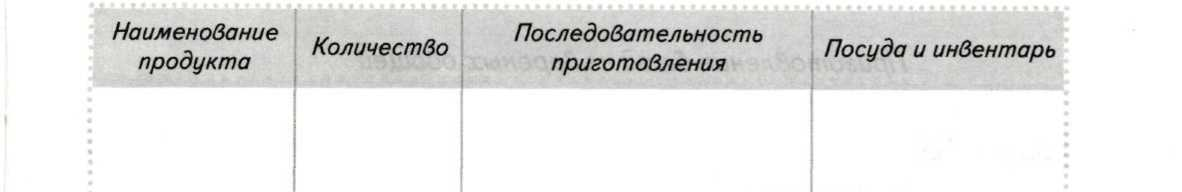 Наименование
продукта
Количество
Последовательность
приготовления
Посуда и инвентарь